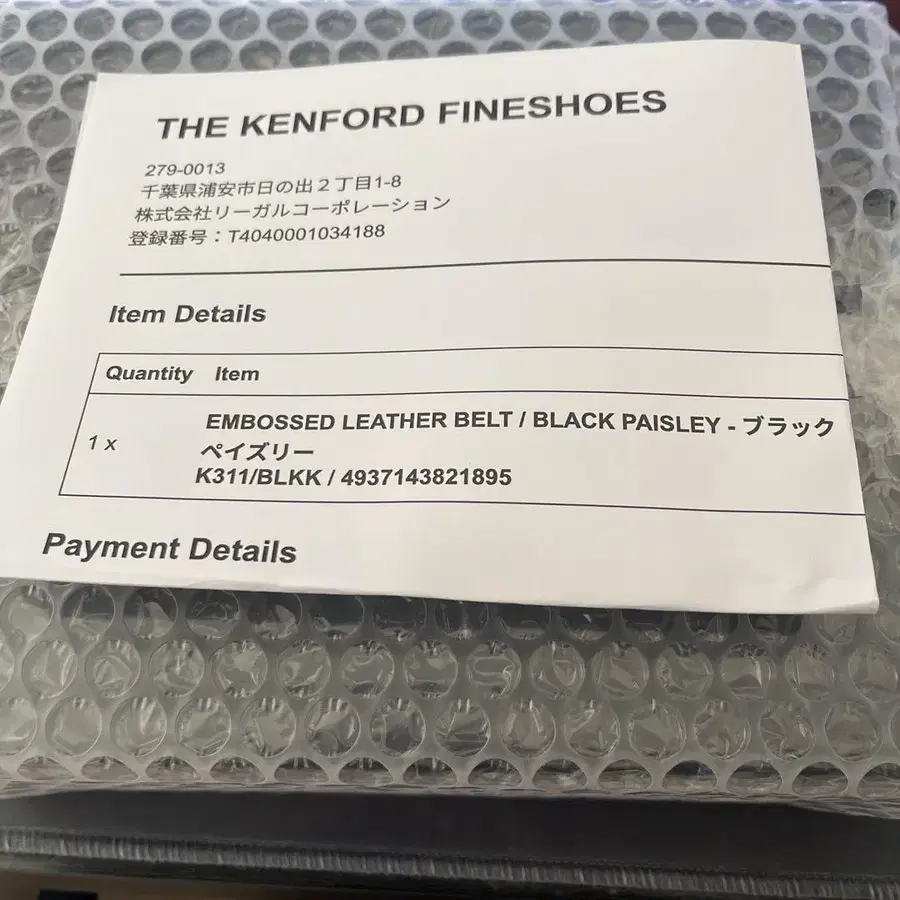 THE KENFORD FINESHOES
279-0013
千葉県浦安市日の出２丁目1-8
株式会社リーガルコーポレーション
登録番号：T4040001034188
Item Details
Quantity Item
1 x EMBOSSED LEATHER BELT / BLACK PAISLEY - ブラック
ペイズリー
K311/BLKK / 4937143821895
Payment Details